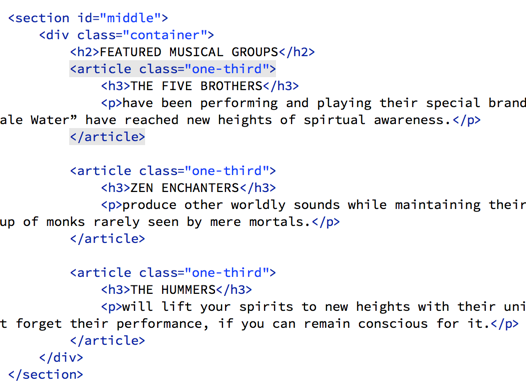 <section id="middle">
<div class="container">
<h2>FEATURED MUSICAL GROUPS</h2>
<article class="one-third">
<h3>THE FIVE BROTHERS</h3>
<p>have been performing and playing their special brand
ale Water” have reached new heights of spirtual awareness.</p>
</article>
<article class="one-third">
<h3>ZEN ENCHANTERS</h3>
<p>produce other worldly sounds while maintaining their
up of monks rarely seen by mere mortals.</p>
</article>
<article class="one-third">
<h3>THE HUMMERS</h3>
<p>will lift your spirits to new heights with their uni
t forget their performance, if you can remain conscious for it.</p>
</article>
</div>
</section>